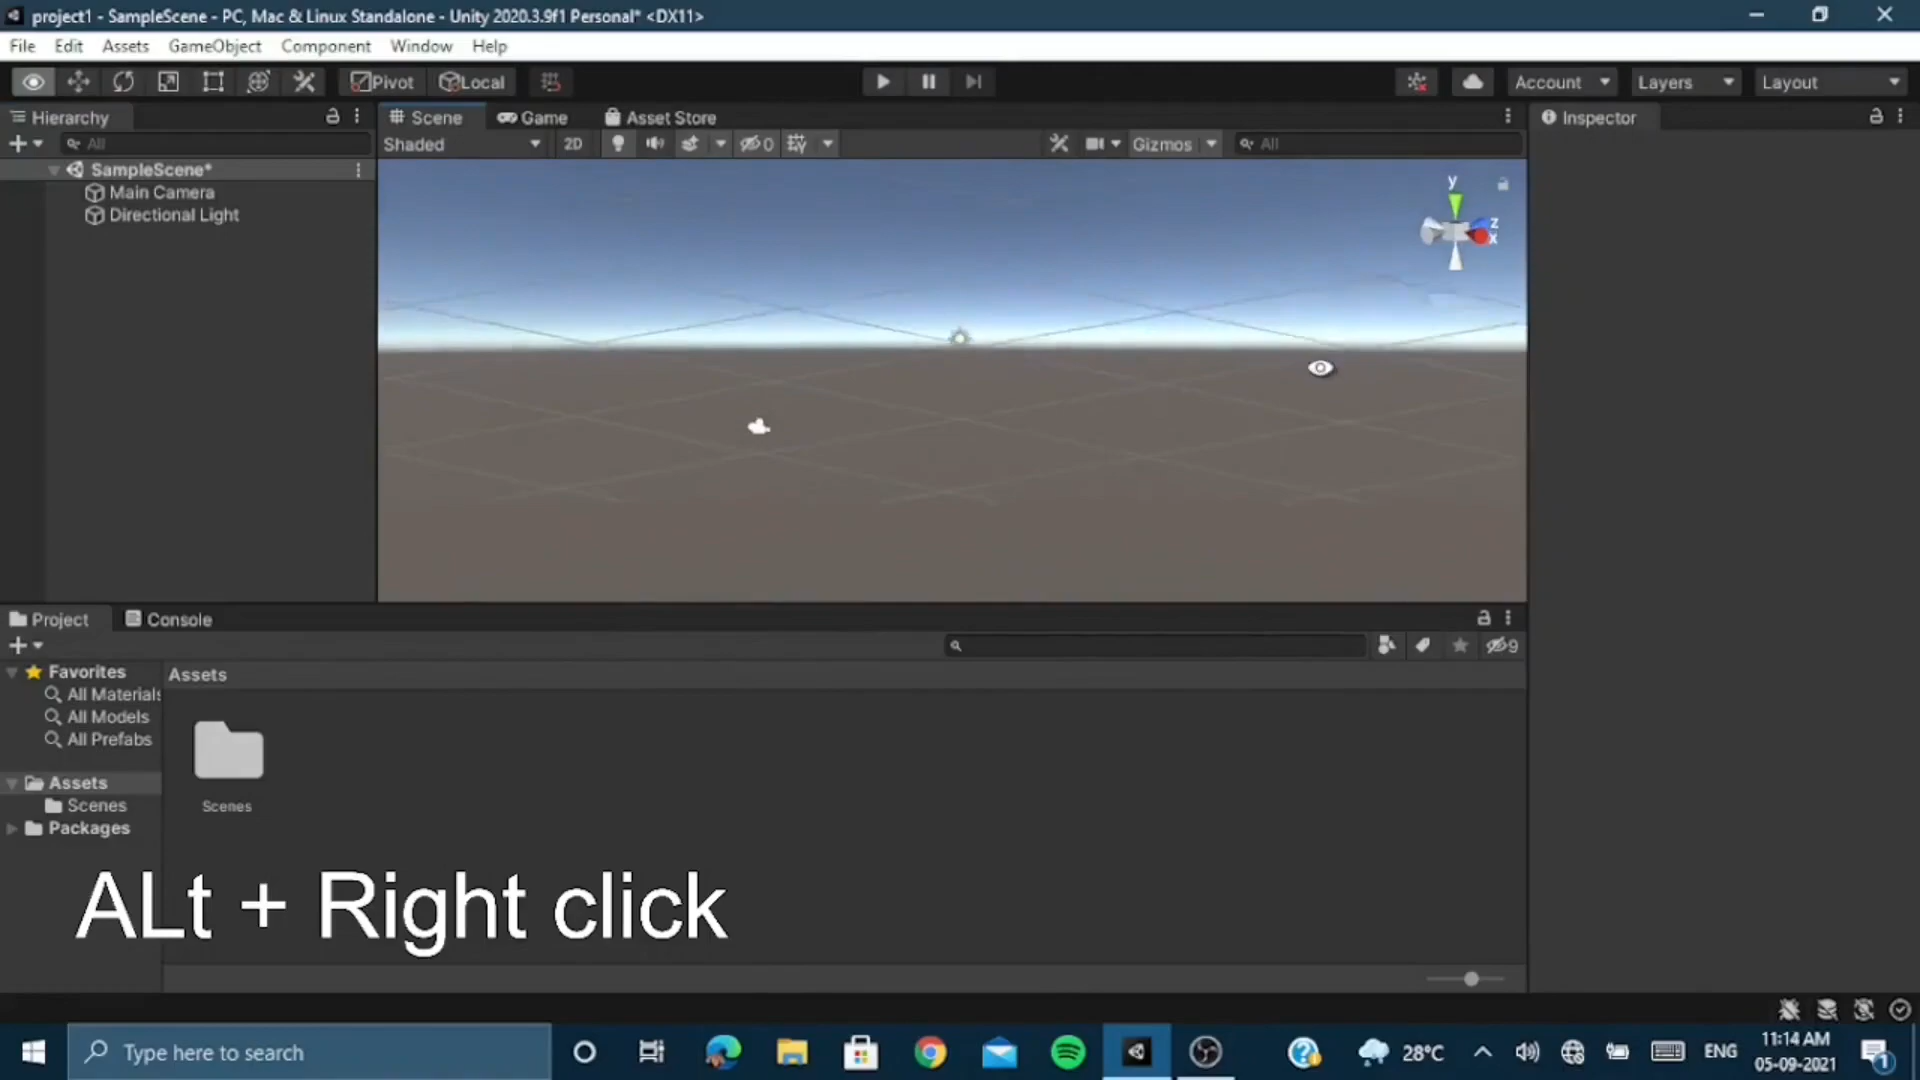 project1 - SampleScene - PC, Mac & Linux Standalone - Unity 2020.3.9f1 Personal* <DX11>
File Edit Assets GameObject Component Window Help
Pivot Local Account Layers Layout
Hierarchy Scene Game Asset Store Inspector
All Shaded 2D 0 Gizmos All
SampleScene*
Main Camera
Directional Light
y
z
x
Project Console
9
Favorites Assets
All Materials
All Models
All Prefabs
Assets
Scenes Scenes
Packages
ALt + Right click
Type here to search 28°C ENG 11:14 AM
05-09-2021 1